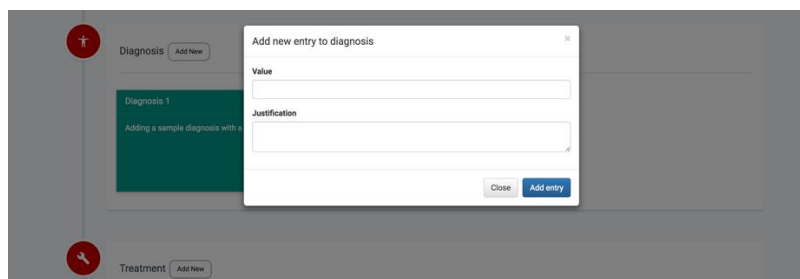 Diagnosis Add New
Add new entry to diagnosis ×
Value
Diagnosis 1
Justification
Adding a sample diagnosis with a
Close Add entry
Treatment Add New